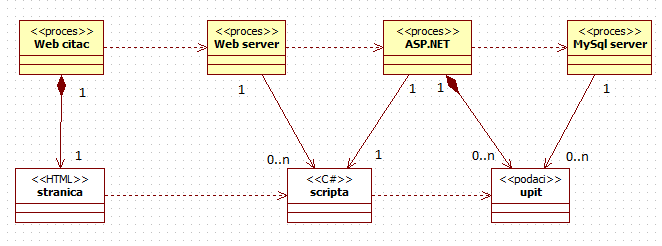 <<proces>>
Web citac
<<proces>>
Web server
<<proces>>
ASP.NET
<<proces>>
MySql server
1
1
1
1
1
1
0..n
1
0..n
0..n
<<HTML>>
stranica
<<C#>>
scripta
<<podaci>>
upit